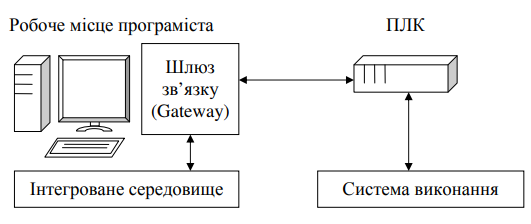 Робоче місце програміста
ПЛК
Шлюз
зв’язку
(Gateway)
Інтегроване середовище
Система виконання